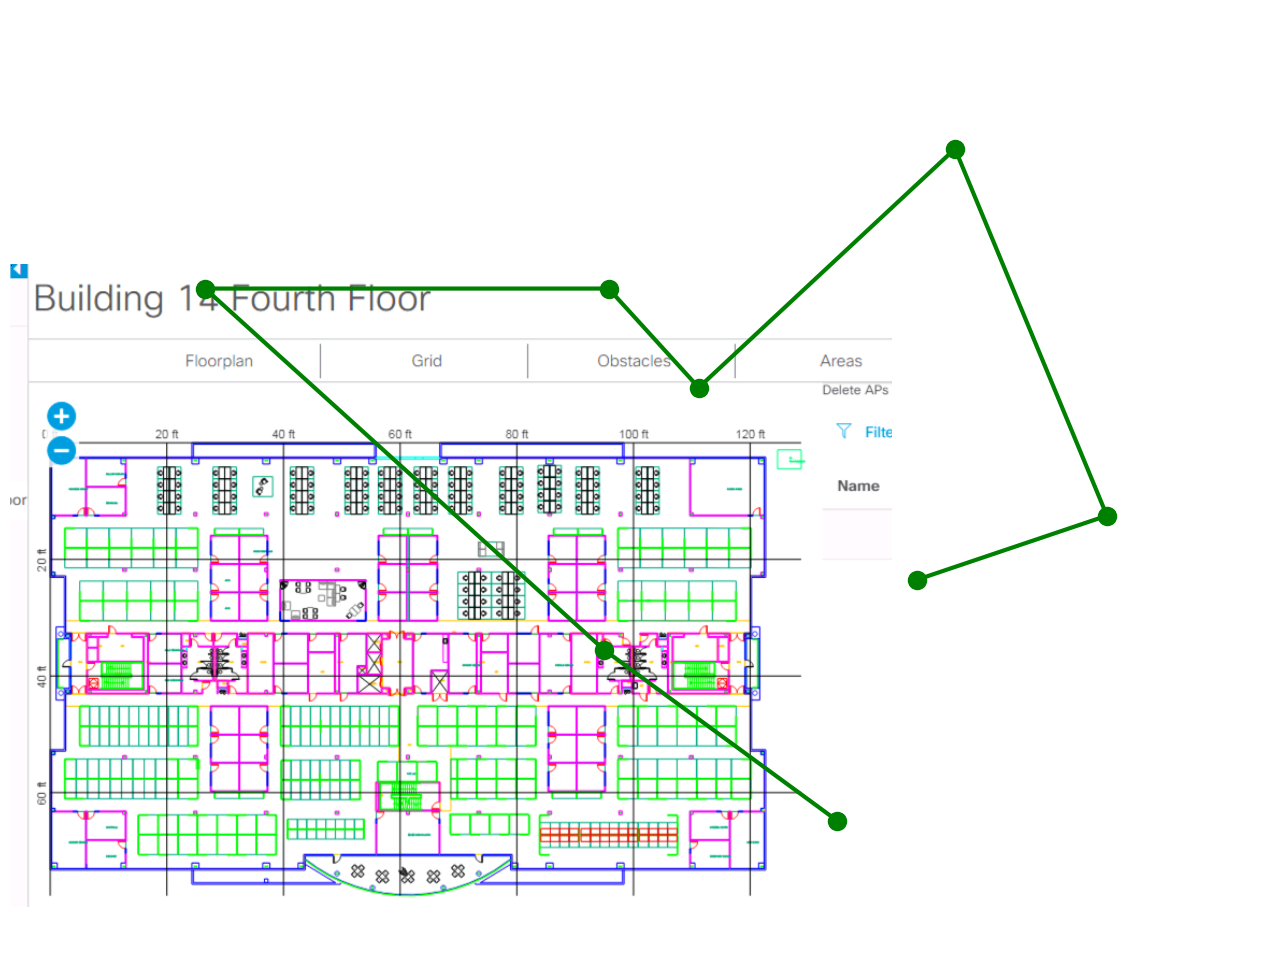 Building 14 Fourth Floor
Floorplan Grid Obstacles Areas
Delete APs
20 ft 40 ft 60 ft 80 ft 100 ft 120 ft
Filte
Name
oor
20 ft
40 ft
60 ft